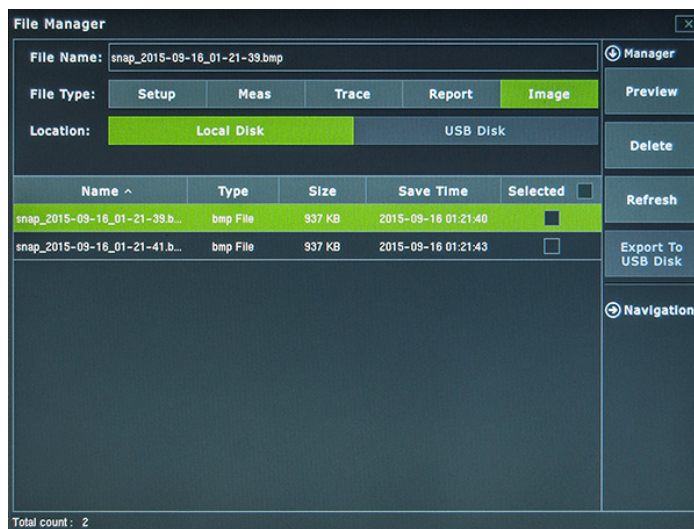 File Manager
File Name: snap_2015-09-16_01-21-39.bmp
Manager
File Type: Setup Meas Trace Report Image
Preview
Location: Local Disk USB Disk
Delete
Name Type Size Save Time Selected
Refresh
snap_2015-09-16_01-21-39.b... bmp File 937 KB 2015-09-16 01:21:40
snap_2015-09-16_01-21-41.b... bmp File 937 KB 2015-09-16 01:21:43
Export To
USB Disk
Navigation
Total count : 2